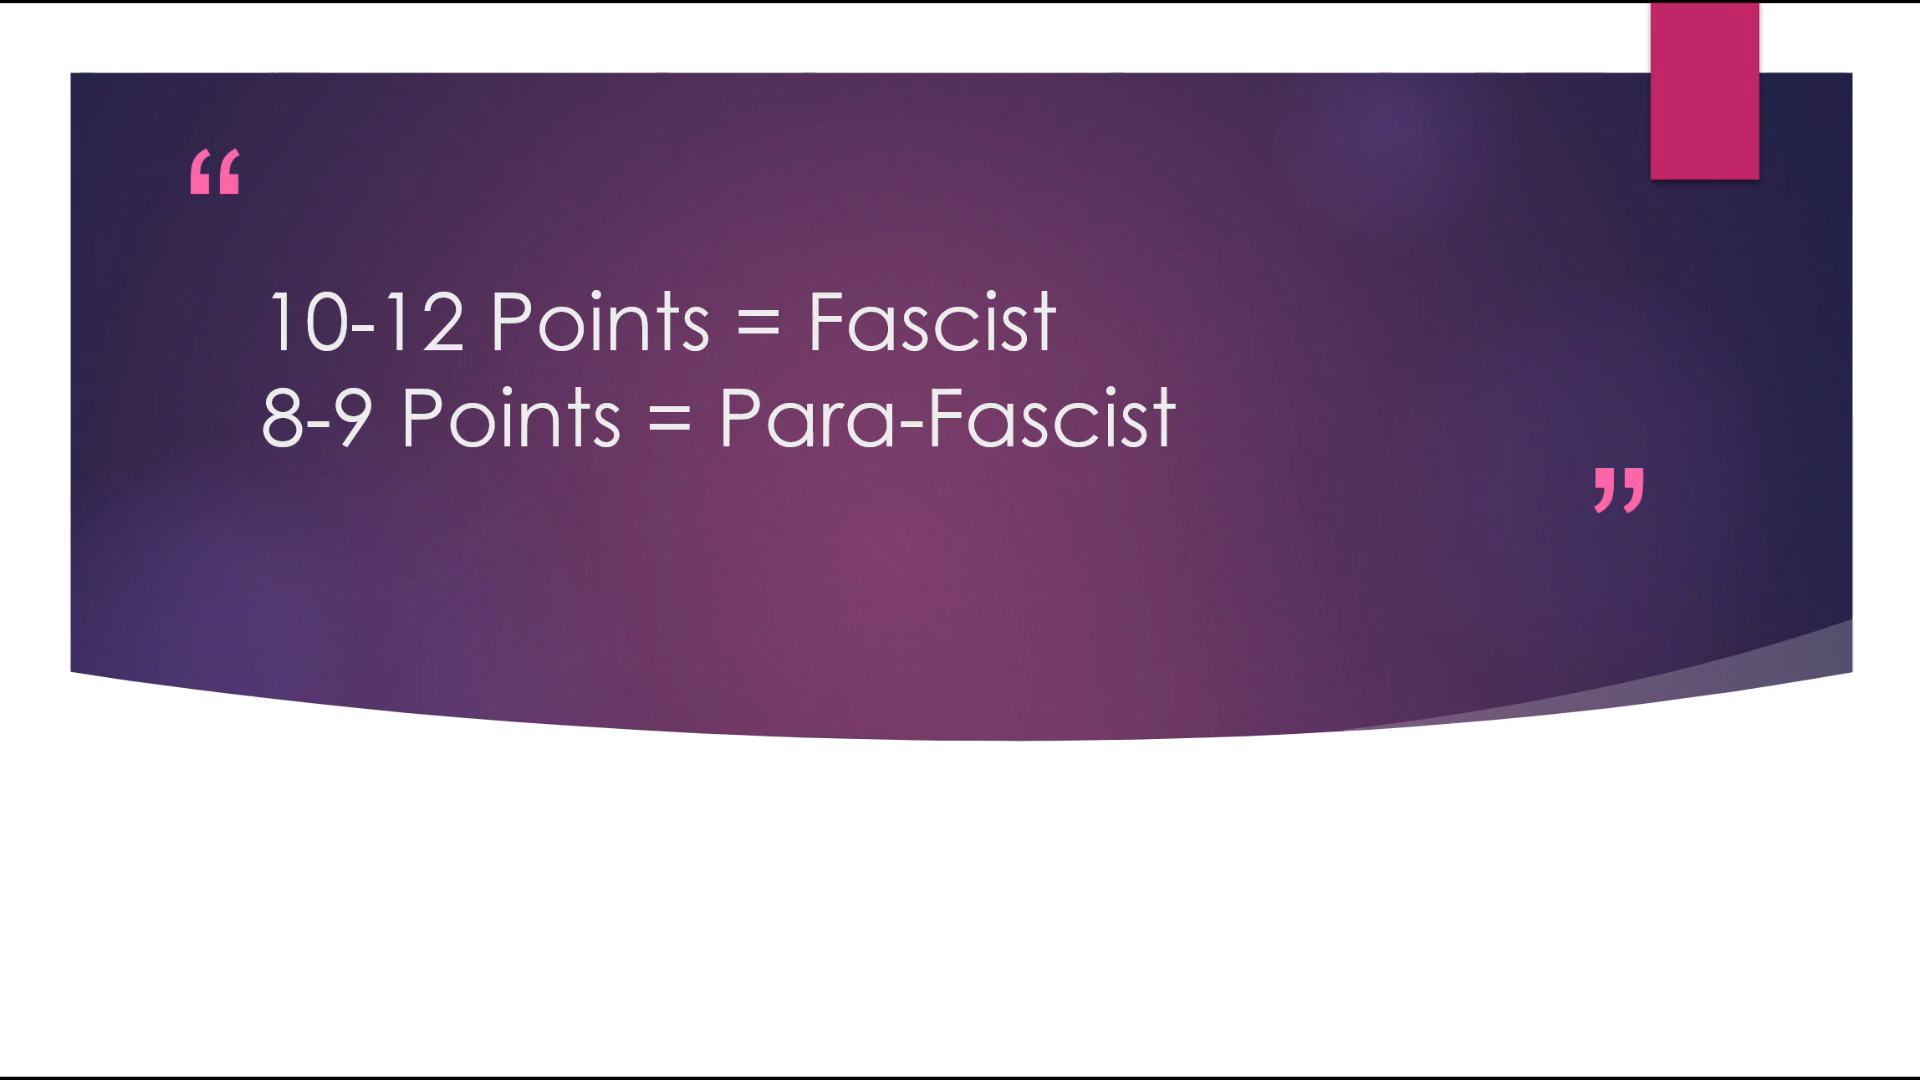 “
10-12 Points = Fascist
8-9 Points = Para-Fascist
”